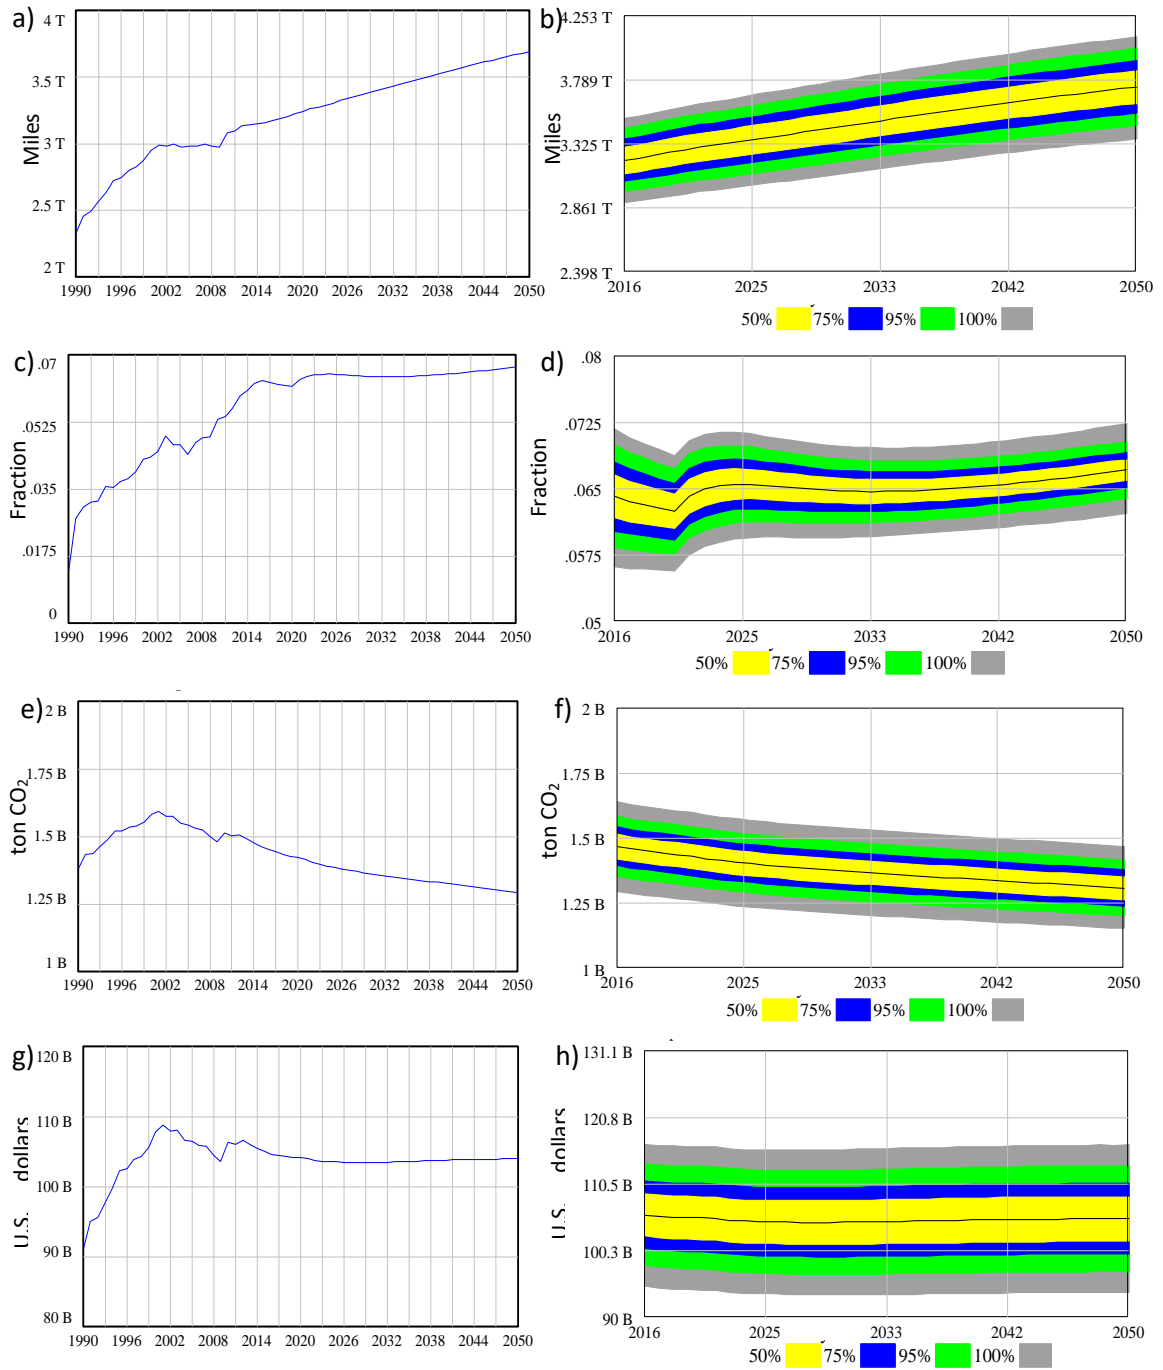 a)
4 T
3.5 T
3 T
2.5 T
2 T
Miles
1990 1996 2002 2008 2014 2020 2026 2032 2038 2044 2050
b)
4.253 T
3.789 T
3.325 T
2.861 T
2.398 T
Miles
2016 2025 2033 2042 2050
50% 75% 95% 100%
c)
.07
.0525
.035
.0175
0
Fraction
1990 1996 2002 2008 2014 2020 2026 2032 2038 2044 2050
d)
.08
.0725
.065
.0575
.05
Fraction
2016 2025 2033 2042 2050
50% 75% 95% 100%
e)
2 B
1.75 B
1.5 B
1.25 B
1 B
ton CO2
1990 1996 2002 2008 2014 2020 2026 2032 2038 2044 2050
f)
2 B
1.75 B
1.5 B
1.25 B
1 B
ton CO2
2016 2025 2033 2042 2050
50% 75% 95% 100%
g)
120 B
110 B
100 B
90 B
80 B
U.S. dollars
1990 1996 2002 2008 2014 2020 2026 2032 2038 2044 2050
h)
131.1 B
120.8 B
110.5 B
100.3 B
90 B
U.S. dollars
2016 2025 2033 2042 2050
50% 75% 95% 100%